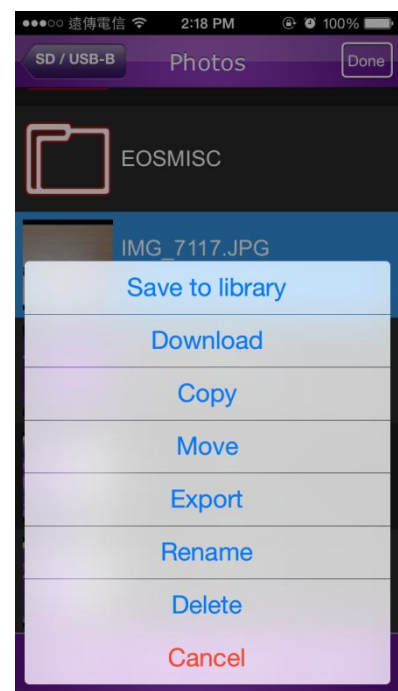 遠傳電信 2:18 PM 100%
SD / USB-B Photos Done
EOSMISC
IMG_7117.JPG
Save to library
Download
Copy
Move
Export
Rename
Delete
Cancel